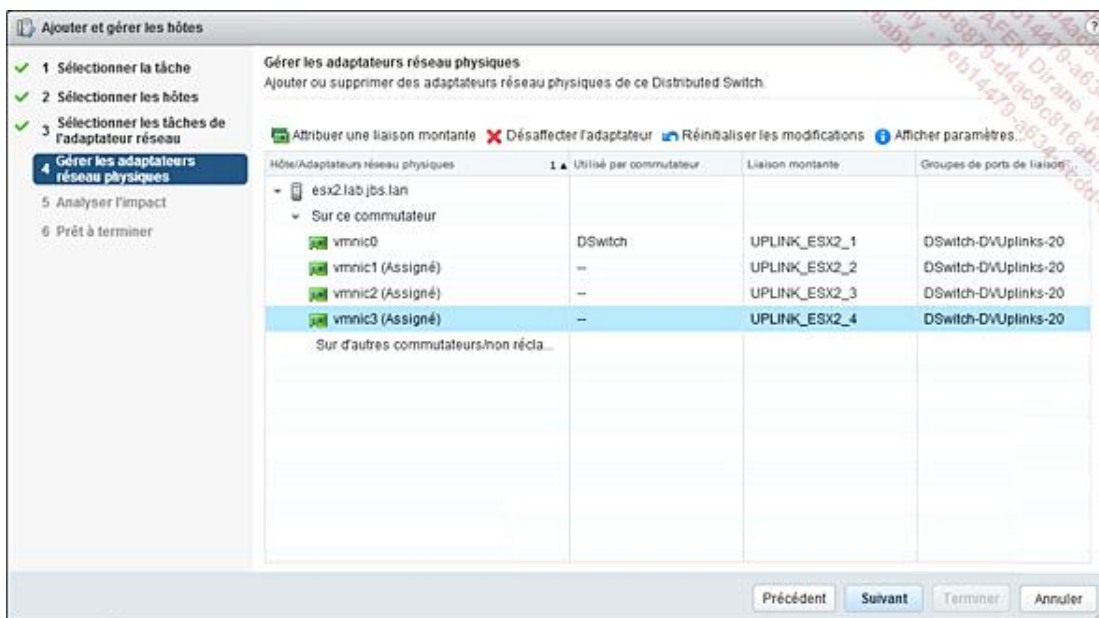 Ajouter et gérer les hôtes
?
1 Sélectionner la tâche
2 Sélectionner les hôtes
3 Sélectionner les tâches de l'adaptateur réseau
4 Gérer les adaptateurs réseau physiques
5 Analyser l'impact
6 Prêt à terminer
Gérer les adaptateurs réseau physiques
Ajouter ou supprimer des adaptateurs réseau physiques de ce Distributed Switch.
Attribuer une liaison montante Désaffecter l'adaptateur Réinitialiser les modifications Afficher paramètres...
Hôte/Adaptateurs réseau physiques 1 ▲ Utilisé par commutateur Liaison montante Groupes de ports de liaison
esx2.lab.jbs.lan
Sur ce commutateur
vmnic0 DSwitch UPLINK_ESX2_1 DSwitch-DVUplinks-20
vmnic1 (Assigné) -- UPLINK_ESX2_2 DSwitch-DVUplinks-20
vmnic2 (Assigné) -- UPLINK_ESX2_3 DSwitch-DVUplinks-20
vmnic3 (Assigné) -- UPLINK_ESX2_4 DSwitch-DVUplinks-20
Sur d'autres commutateurs/non récla...
Précédent Suivant Terminer Annuler